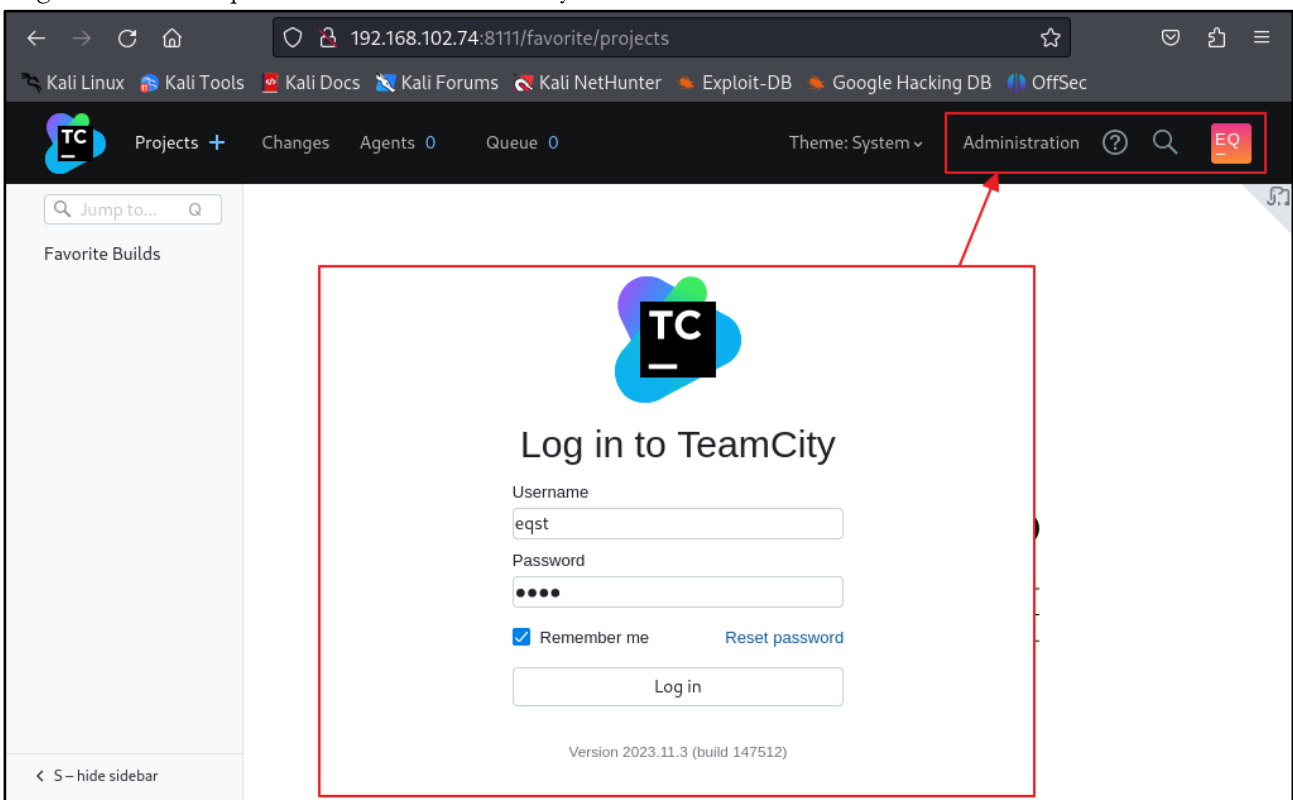 192.168.102.74:8111/favorite/projects
Kali Linux Kali Tools Kali Docs Kali Forums Kali NetHunter Exploit-DB Google Hacking DB OffSec
TC Projects + Changes Agents 0 Queue 0 Theme: System Administration EQ
Jump to... Q
Favorite Builds
TC
Log in to TeamCity
Username
eqst
Password
••••
Remember me Reset password
Log in
Version 2023.11.3 (build 147512)
S – hide sidebar